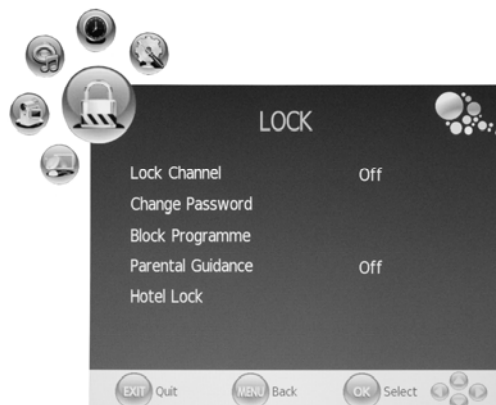 LOCK
Lock Channel Off
Change Password
Block Programme
Parental Guidance Off
Hotel Lock
EXIT Quit MENU Back OK Select